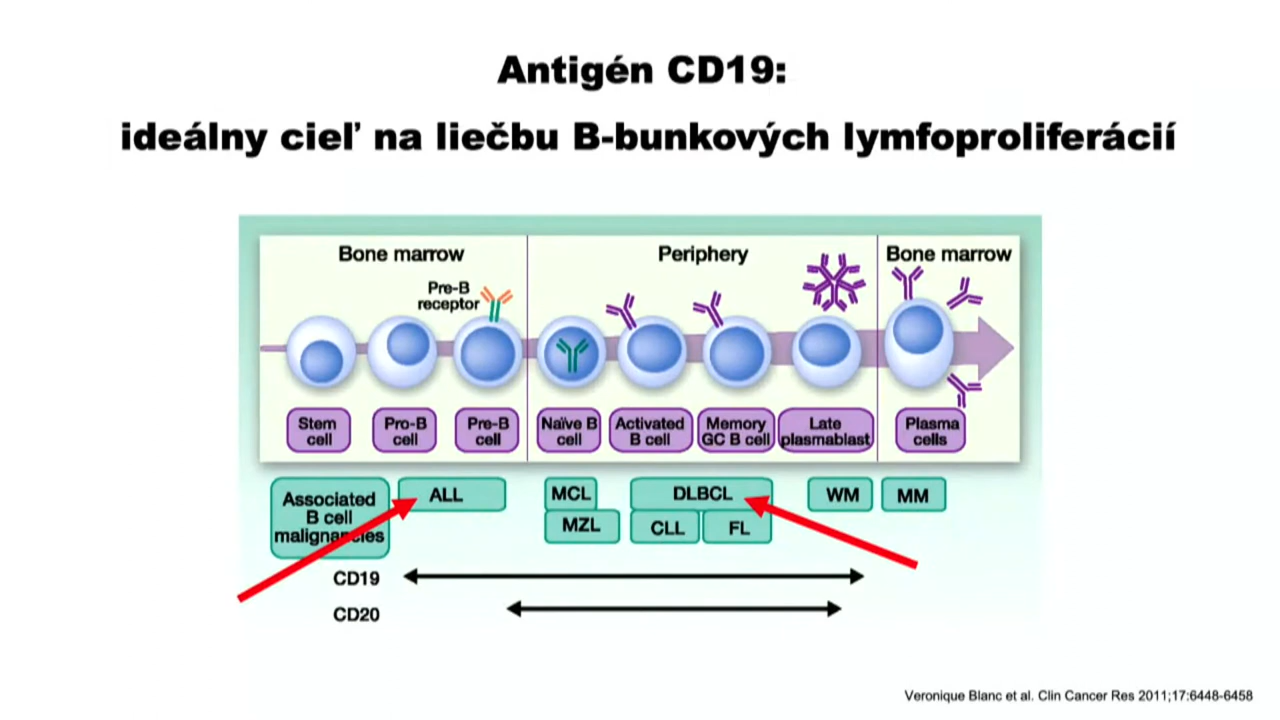 Antigén CD19:
ideálny cieľ na liečbu B-bunkových lymfoproliferácií
Bone marrow
Periphery
Bone marrow
Pre-B
receptor
Stem
cell
Pro-B
cell
Pre-B
cell
Naïve B
cell
Activated
B cell
Memory
GC B cell
Late
plasmablast
Plasma
cells
Associated
B cell
malignancies
ALL
MCL
MZL
DLBCL
CLL
FL
WM
MM
CD19
CD20
Veronique Blanc et al. Clin Cancer Res 2011;17:6448-6458